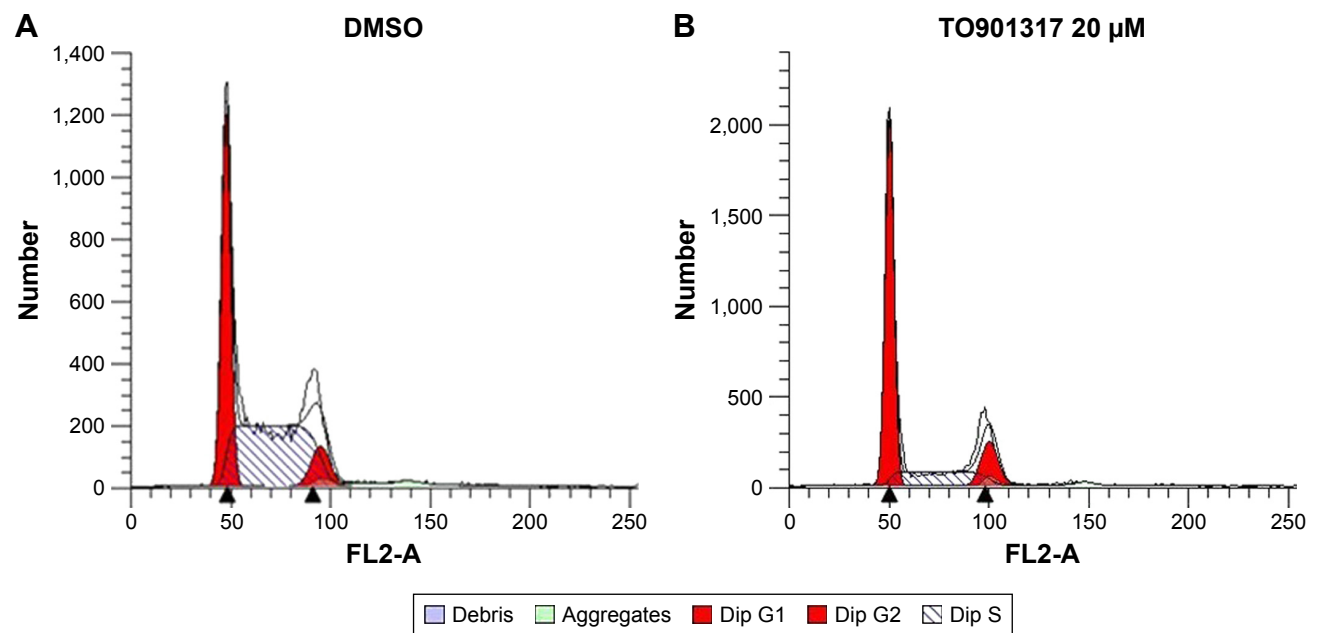 A
DMSO
1,400
1,200
1,000
800
600
400
200
0
Number
0 50 100 150 200 250
FL2-A
B
TO901317 20 µM
2,000
1,500
1,000
500
0
Number
0 50 100 150 200 250
FL2-A
Debris Aggregates Dip G1 Dip G2 Dip S